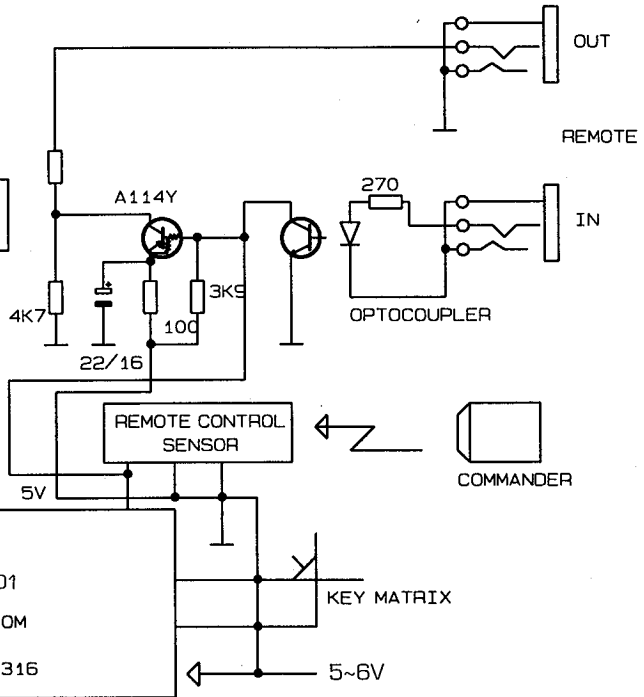 OUT
REMOTE
A114Y
270
IN
3K9
4K7
100
OPTOCOUPLER
22/16
REMOTE CONTROL
SENSOR
COMMANDER
5V
01
KEY MATRIX
OM
316
5~6V